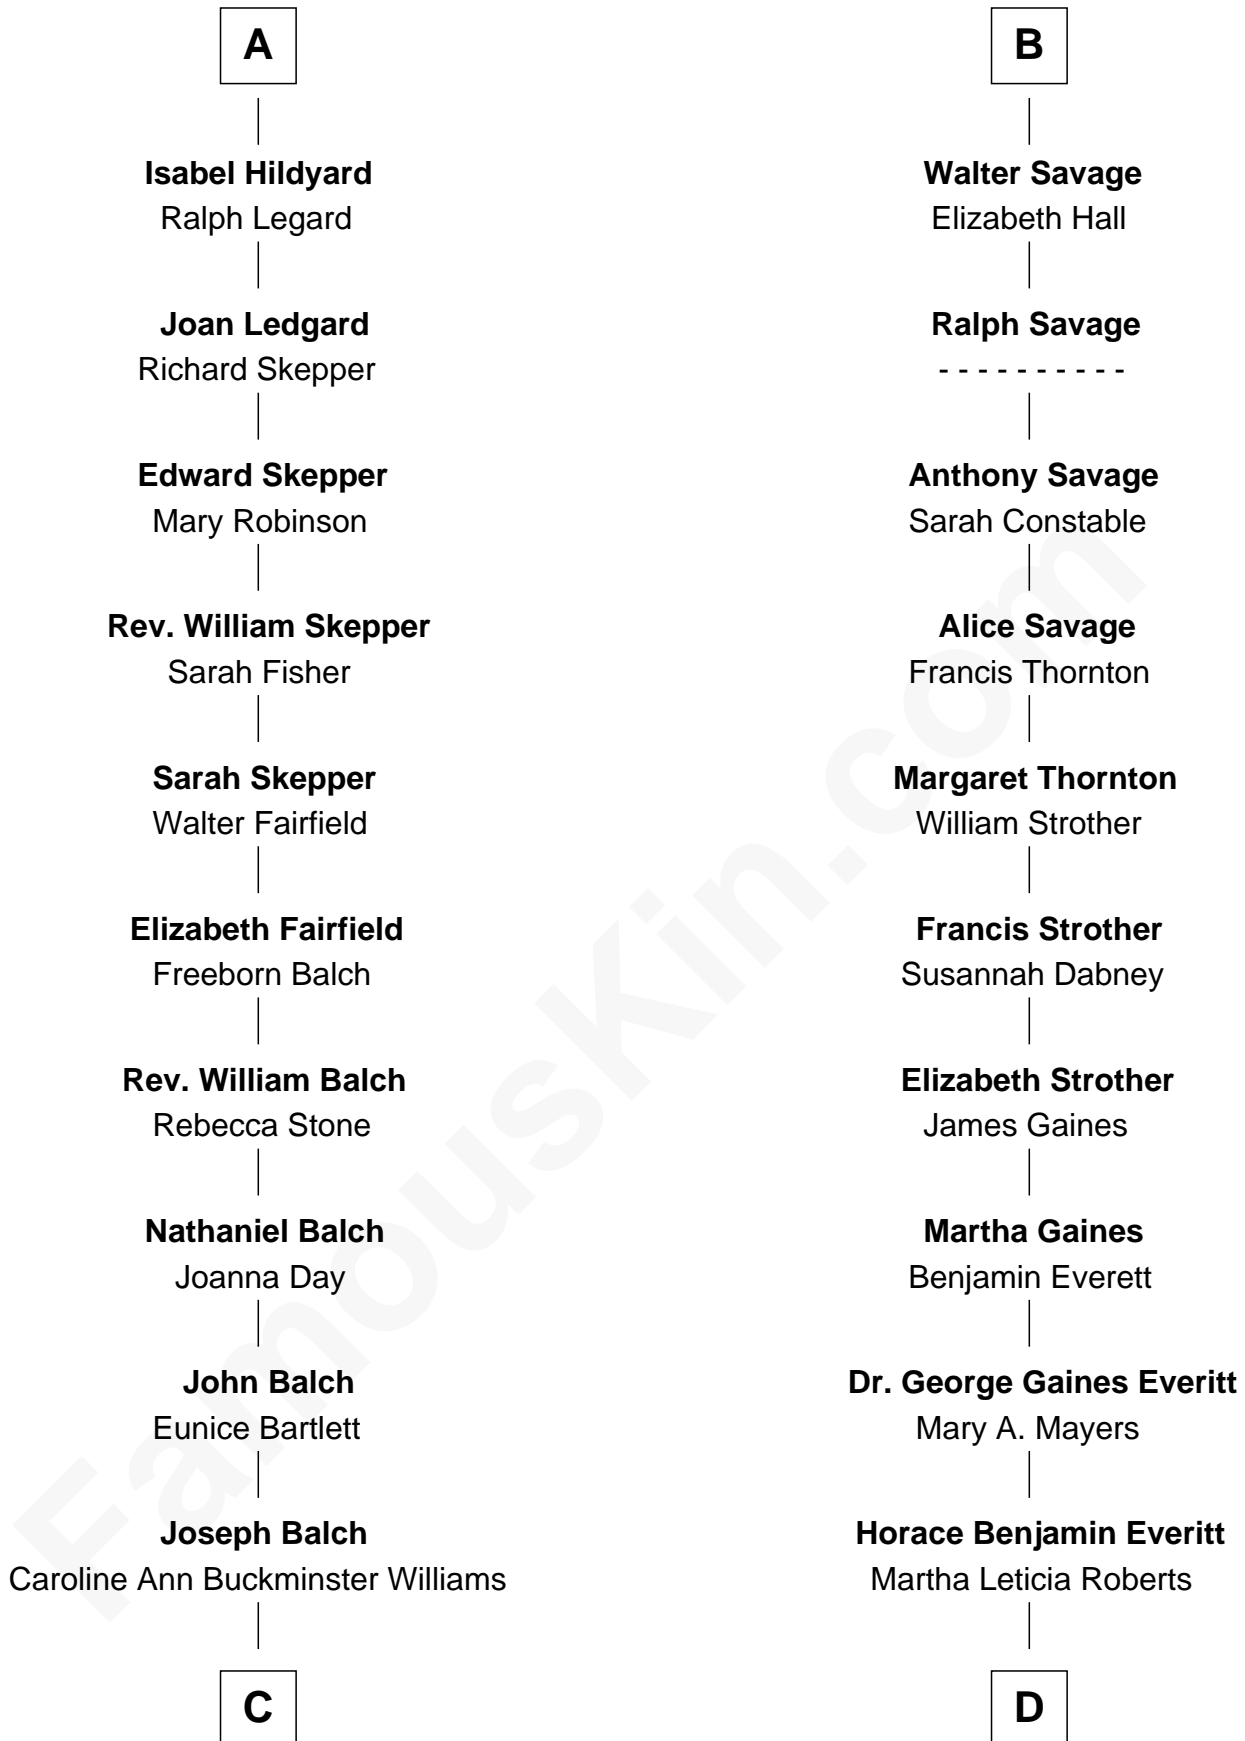 A
Isabel Hildyard
Ralph Legard
Joan Ledgard
Richard Skepper
Edward Skepper
Mary Robinson
Rev. William Skepper
Sarah Fisher
Sarah Skepper
Walter Fairfield
Elizabeth Fairfield
Freeborn Balch
Rev. William Balch
Rebecca Stone
Nathaniel Balch
Joanna Day
John Balch
Eunice Bartlett
Joseph Balch
Caroline Ann Buckminster Williams
C
B
Walter Savage
Elizabeth Hall
Ralph Savage
- - - - - - - - - -
Anthony Savage
Sarah Constable
Alice Savage
Francis Thornton
Margaret Thornton
William Strother
Francis Strother
Susannah Dabney
Elizabeth Strother
James Gaines
Martha Gaines
Benjamin Everett
Dr. George Gaines Everitt
Mary A. Mayers
Horace Benjamin Everitt
Martha Leticia Roberts
D
FamousKin.com